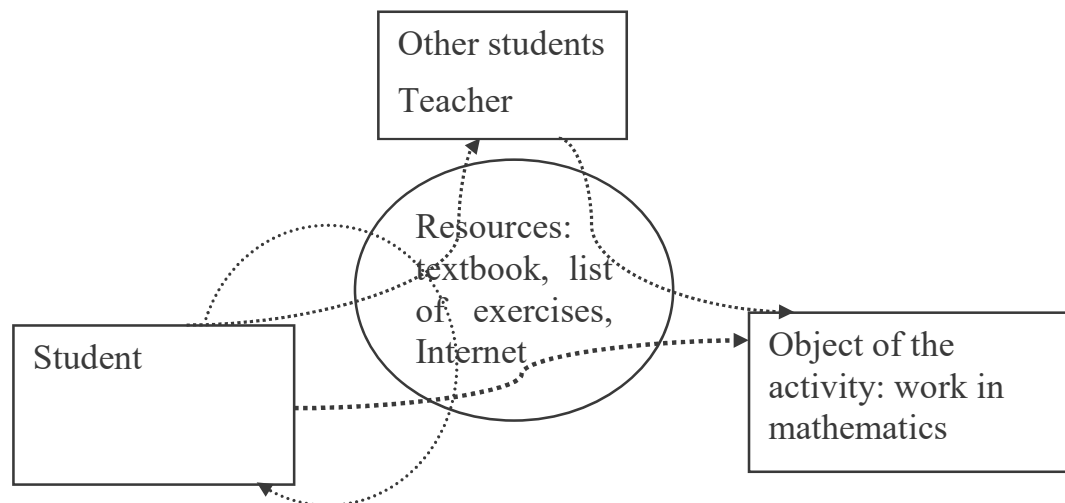 Other students
Teacher
Resources:
textbook, list
of exercises,
Internet
Student
Object of the
activity: work in
mathematics